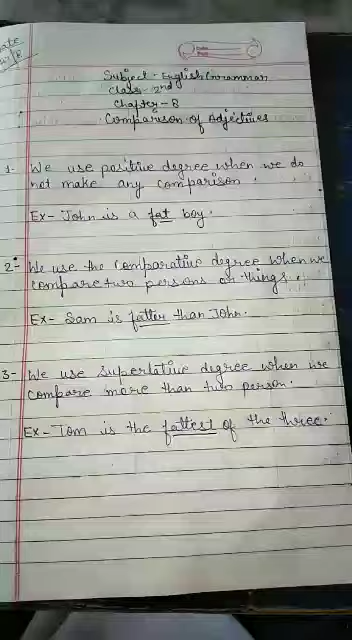 Subject - English Grammar
Class - 2nd
Chapter - 8
Comparison of Adjectives
1- We use positive degree when we do
not make any comparison.
Ex- John is a fat boy.
2- We use the comparative degree when we
compare two persons or things.
Ex- Sam is fatter than John.
3- We use superlative degree when we
compare more than two person.
Ex- Tom is the fattest of the three.